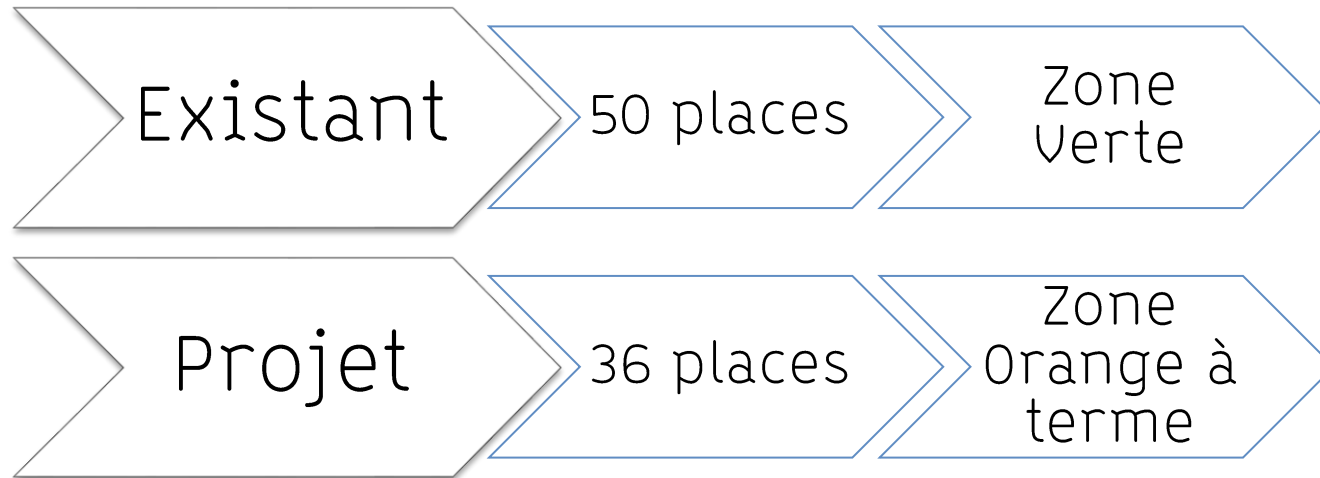 Existant
50 places
Zone
Verte
Projet
36 places
Zone
Orange à
terme